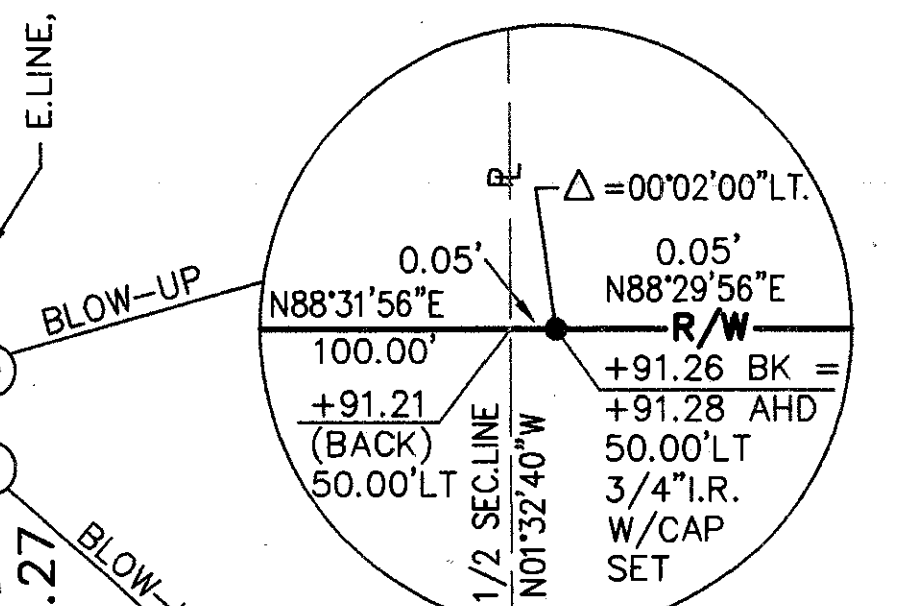 E.LINE,
BLOW-UP
℄
Δ =00°02'00"LT.
0.05'
0.05'
N88°31'56"E
N88°29'56"E
R/W
100.00'
+91.26 BK =
+91.28 AHD
50.00'LT
3/4"I.R.
W/CAP
SET
+91.21
(BACK)
50.00'LT
1/2 SEC.LINE
N01°32'40"W
.27
BLOW-